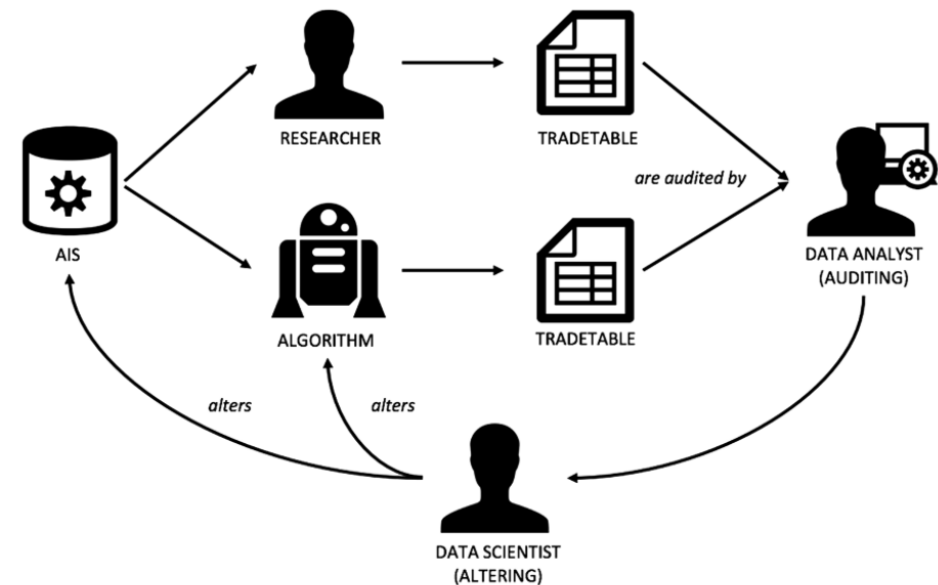 RESEARCHER
TRADETABLE
are audited by
AIS
DATA ANALYST
(AUDITING)
ALGORITHM
TRADETABLE
alters
alters
DATA SCIENTIST
(ALTERING)